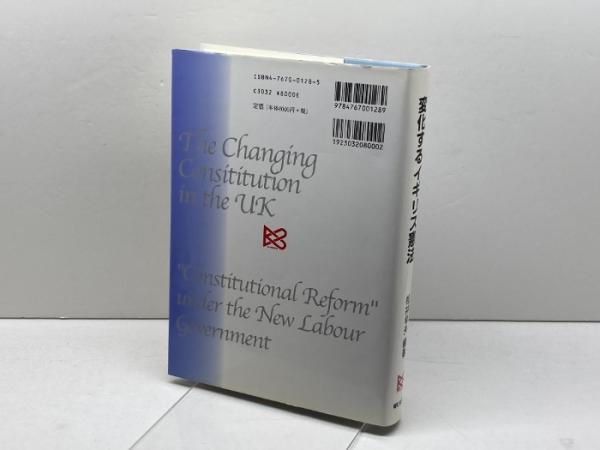 ISBN4-7670-0128-5
C3032 ¥8000E
定価 (本体8000円+税)
9784767001289
1923032080002
The Changing
Consititution
in the UK
"Constitutional Reform"
under the New Labour
Government
変化するイギリス憲法